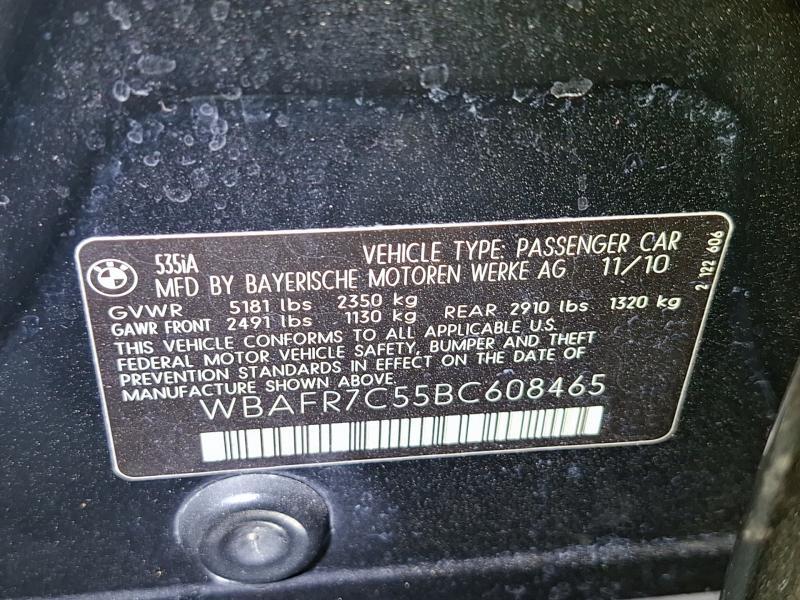 535iA VEHICLE TYPE: PASSENGER CAR
MFD BY BAYERISCHE MOTOREN WERKE AG 11/10
GVWR 5181 lbs 2350 kg
GAWR FRONT 2491 lbs 1130 kg REAR 2910 lbs 1320 kg
THIS VEHICLE CONFORMS TO ALL APPLICABLE U.S.
FEDERAL MOTOR VEHICLE SAFETY, BUMPER AND THEFT
PREVENTION STANDARDS IN EFFECT ON THE DATE OF
MANUFACTURE SHOWN ABOVE.
WBAFR7C55BC608465
2 122 606